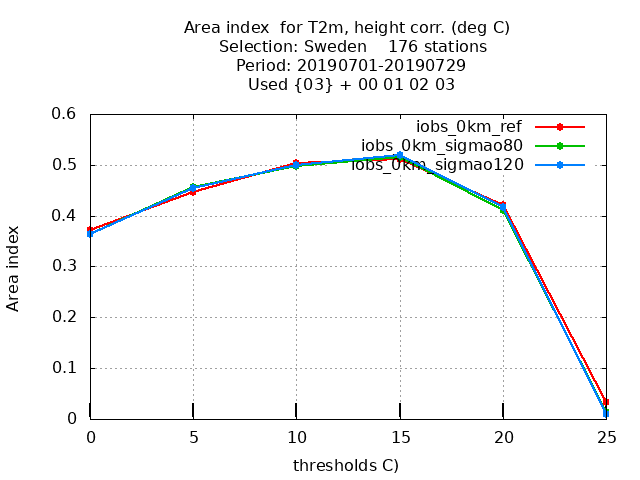 Area index  for T2m, height corr. (deg C)
Selection: Sweden    176 stations
Period: 20190701-20190729
Used {03} + 00 01 02 03
iobs_0km_ref
iobs_0km_sigmao80
iobs_0km_sigmao120
Area index
0.6
0.5
0.4
0.3
0.2
0.1
0
0 5 10 15 20 25
thresholds C)